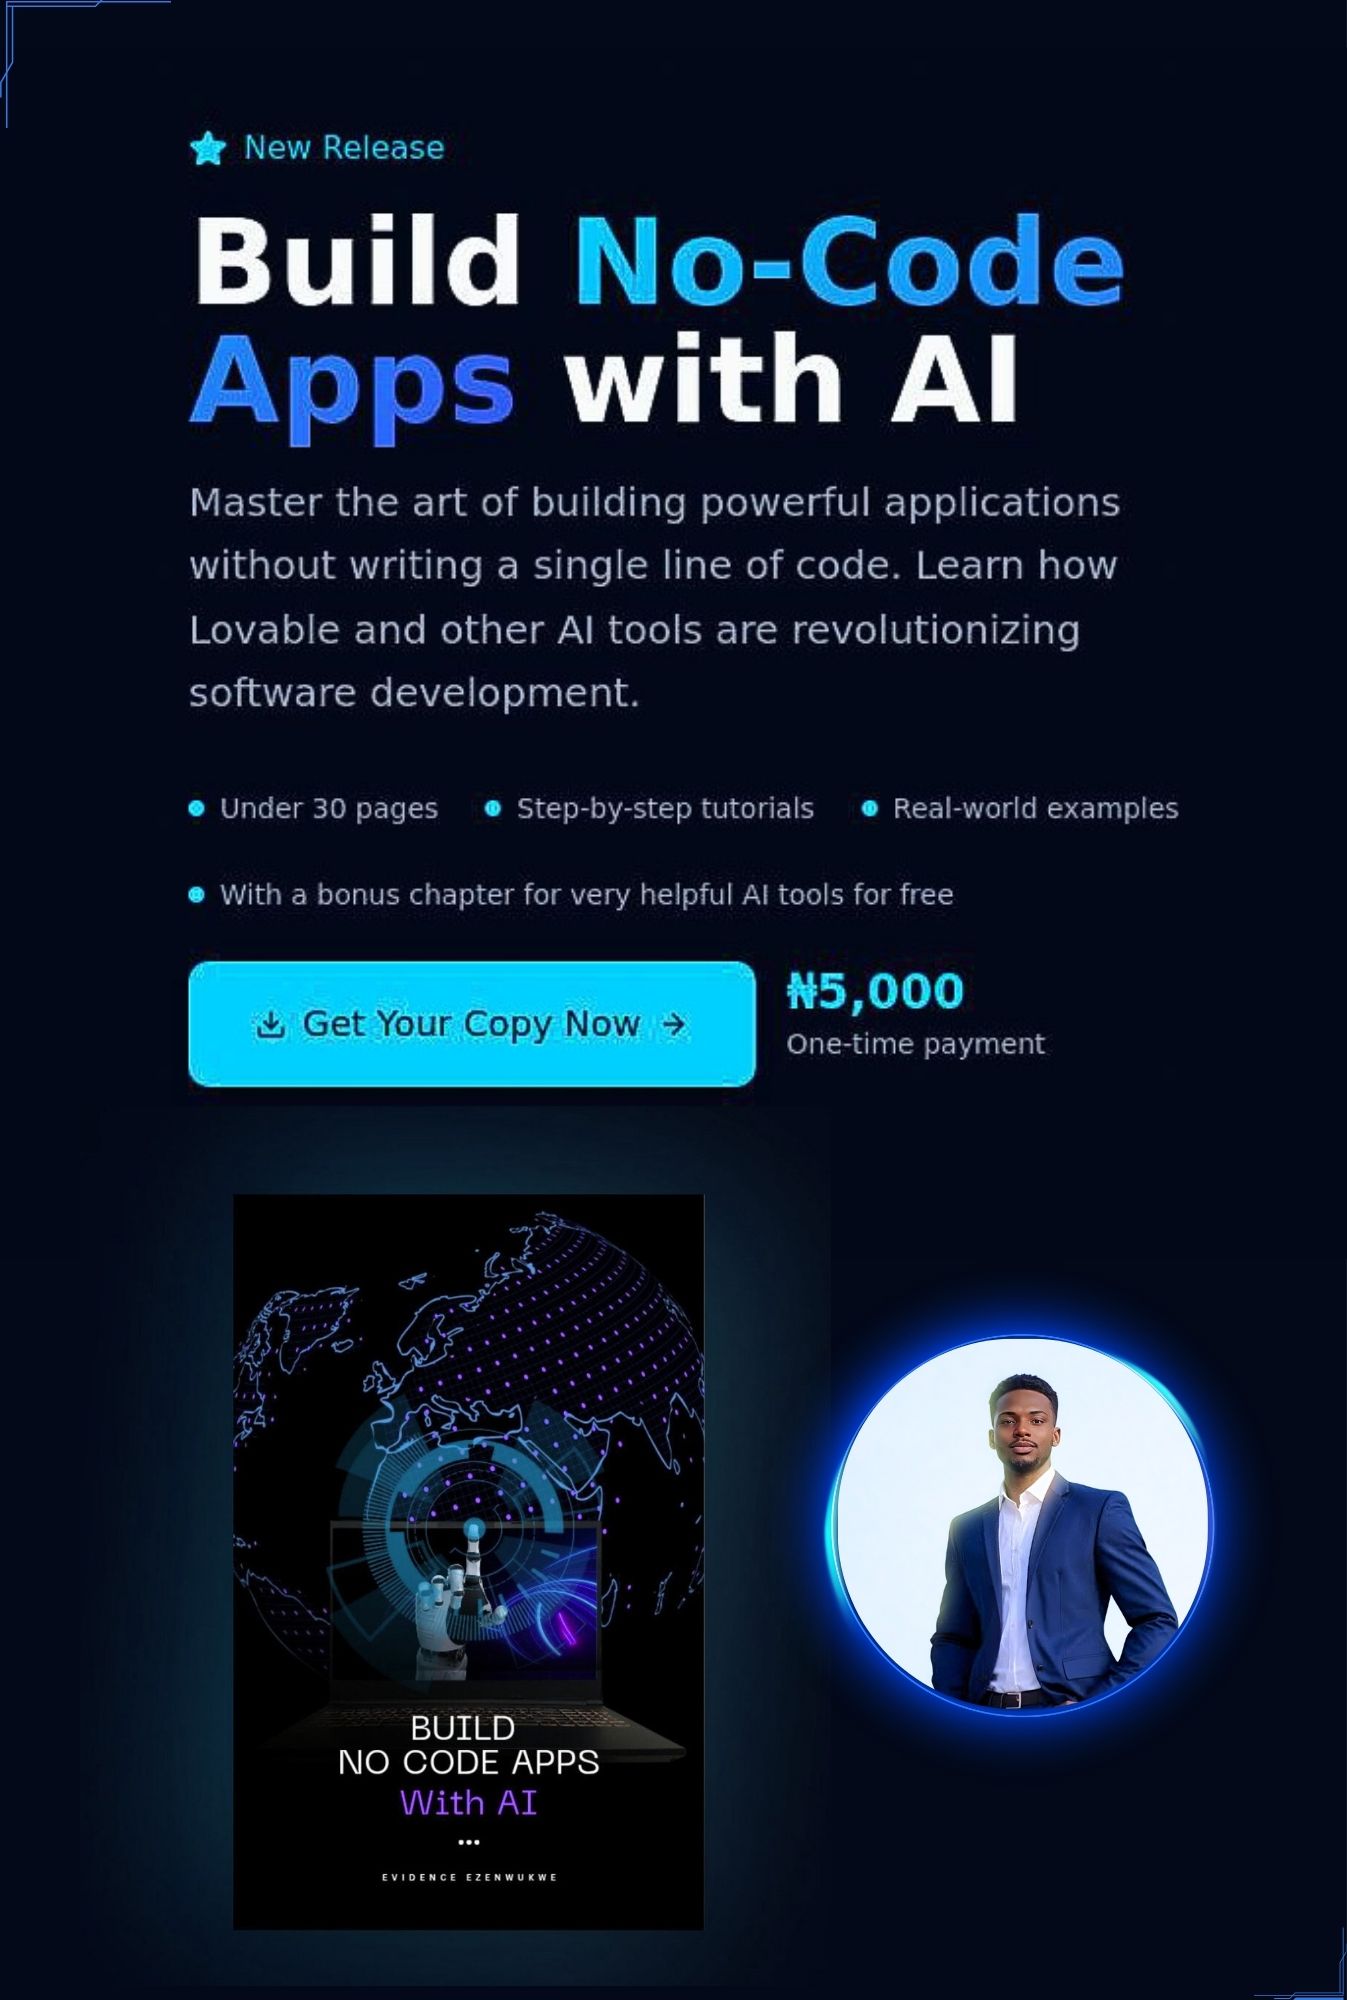 New Release
Build No-Code
Apps with AI
Master the art of building powerful applications
without writing a single line of code. Learn how
Lovable and other AI tools are revolutionizing
software development.
Under 30 pages
Step-by-step tutorials
Real-world examples
With a bonus chapter for very helpful AI tools for free
Get Your Copy Now →
₦5,000
One-time payment
BUILD
NO CODE APPS
With AI
•••
EVIDENCE EZENWUKWE